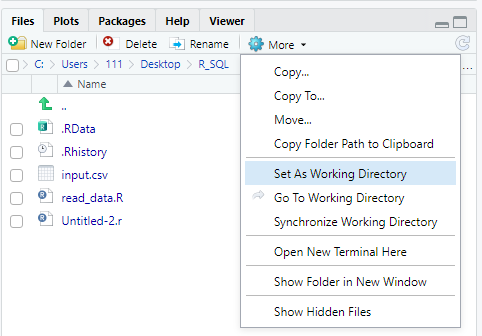 Files Plots Packages Help Viewer
New Folder Delete Rename More
C: Users 111 Desktop R_SQL ...
Name
..
.RData
.Rhistory
input.csv
read_data.R
Untitled-2.r
Copy...
Copy To...
Move...
Copy Folder Path to Clipboard
Set As Working Directory
Go To Working Directory
Synchronize Working Directory
Open New Terminal Here
Show Folder in New Window
Show Hidden Files